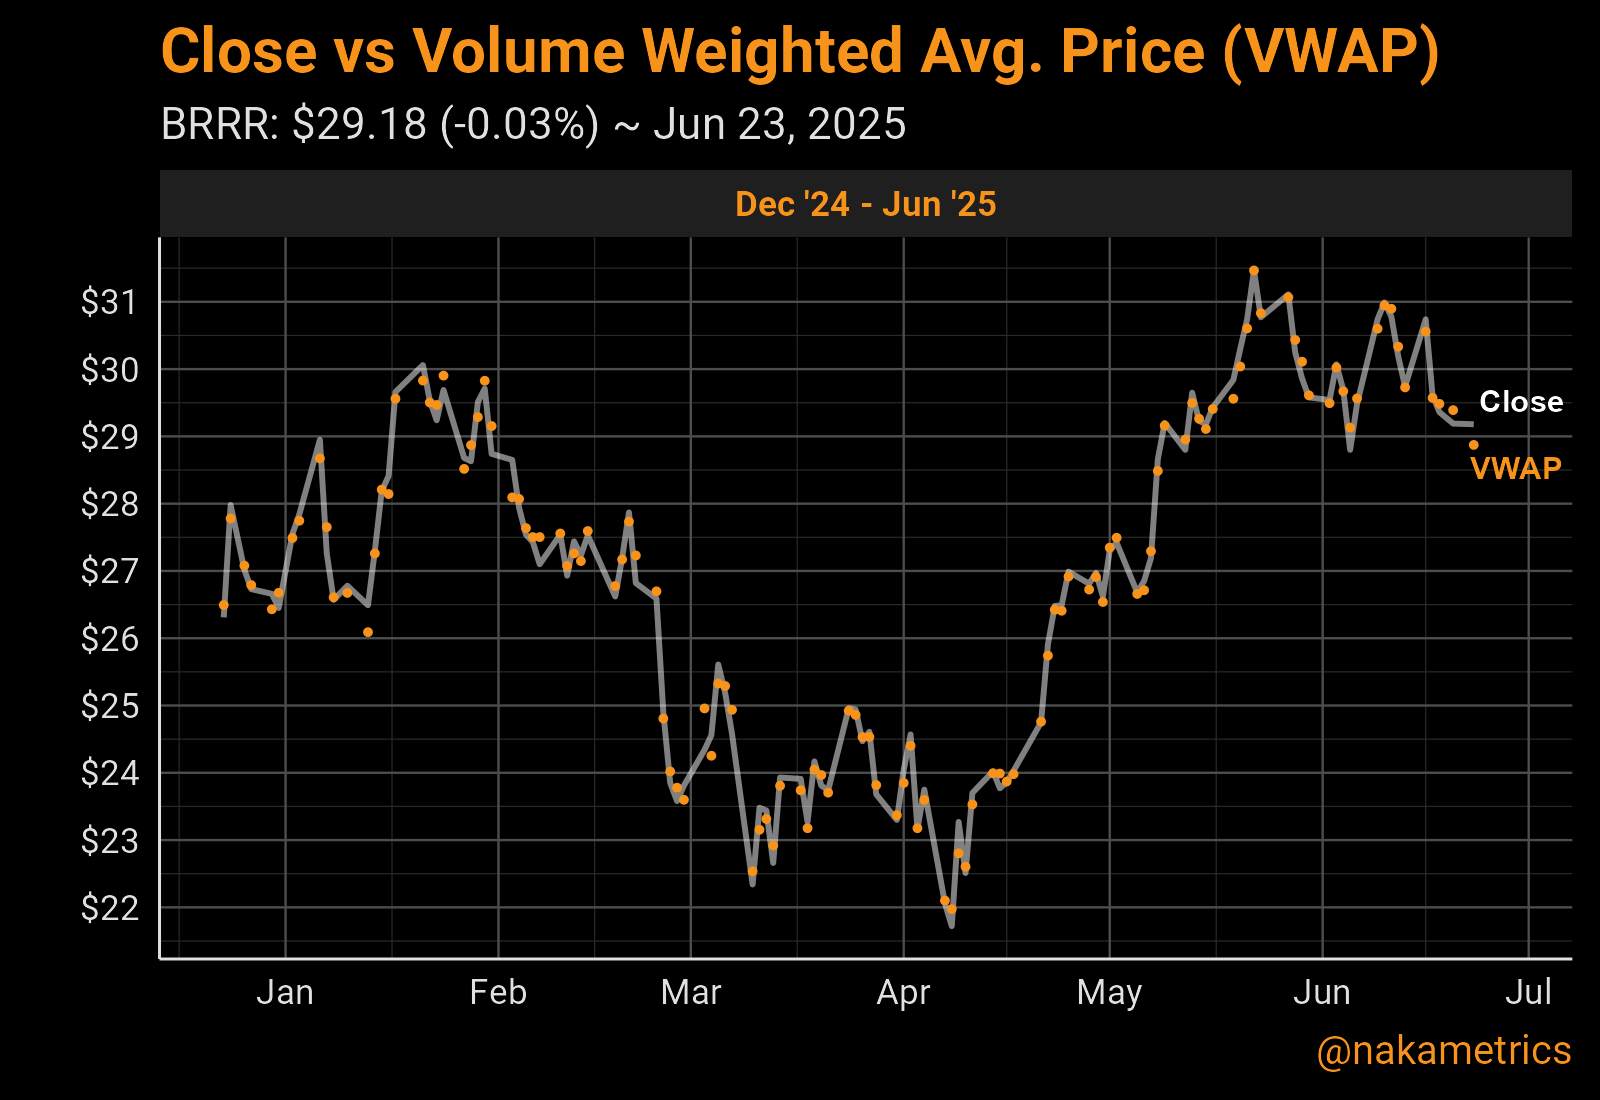 Close vs Volume Weighted Avg. Price (VWAP)
BRRR: $29.18 (-0.03%) ~ Jun 23, 2025
Dec '24 - Jun '25
$31
$30
$29
$28
$27
$26
$25
$24
$23
$22
Close
VWAP
Jan Feb Mar Apr May Jun Jul
@nakametrics